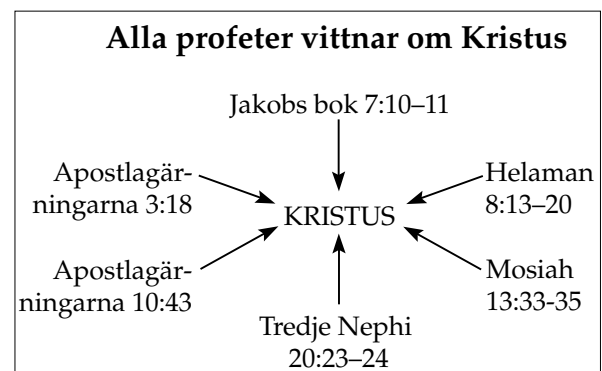 Alla profeter vittnar om Kristus
Jakobs bok 7:10–11
Apostlagär-
ningarna 3:18
Helaman
8:13–20
KRISTUS
Apostlagär-
ningarna 10:43
Mosiah
13:33-35
Tredje Nephi
20:23–24